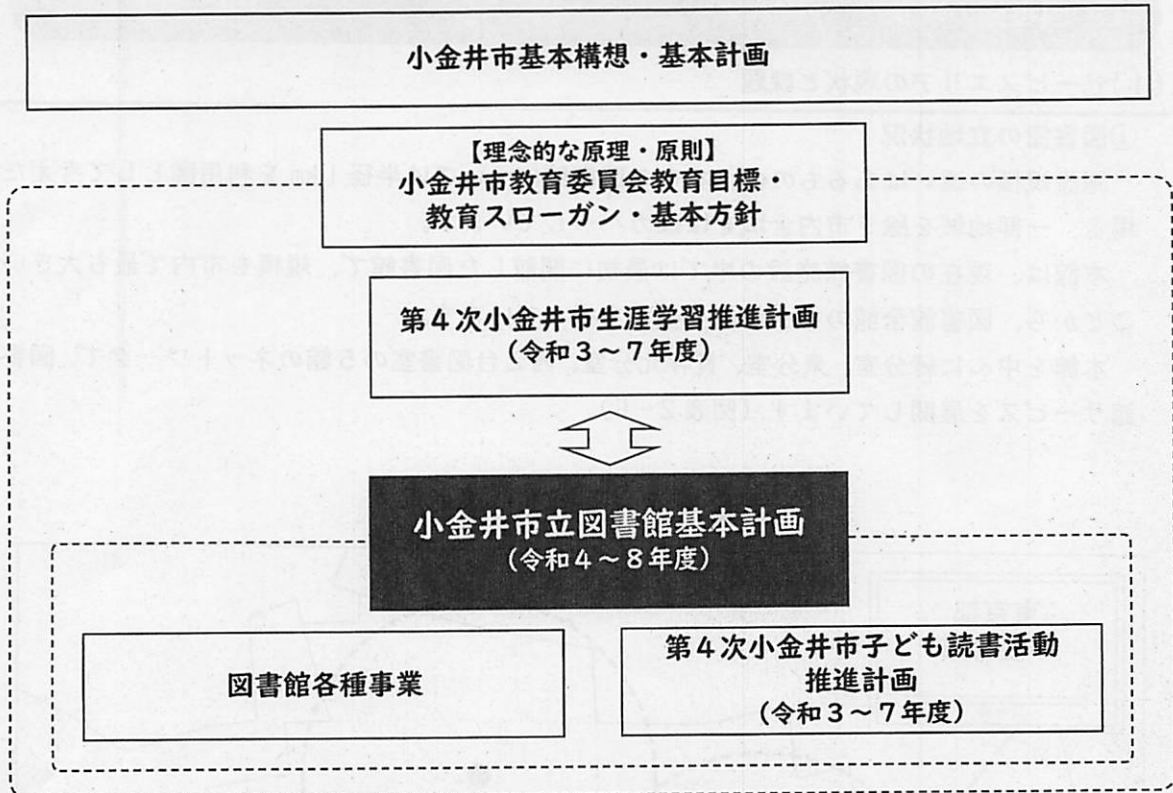 小金井市基本構想・基本計画
【理念的な原理・原則】
小金井市教育委員会教育目標・
教育スローガン・基本方針
第4次小金井市生涯学習推進計画
(令和3～7年度)
小金井市立図書館基本計画
(令和4～8年度)
図書館各種事業
第4次小金井市子ども読書活動
推進計画
(令和3～7年度)